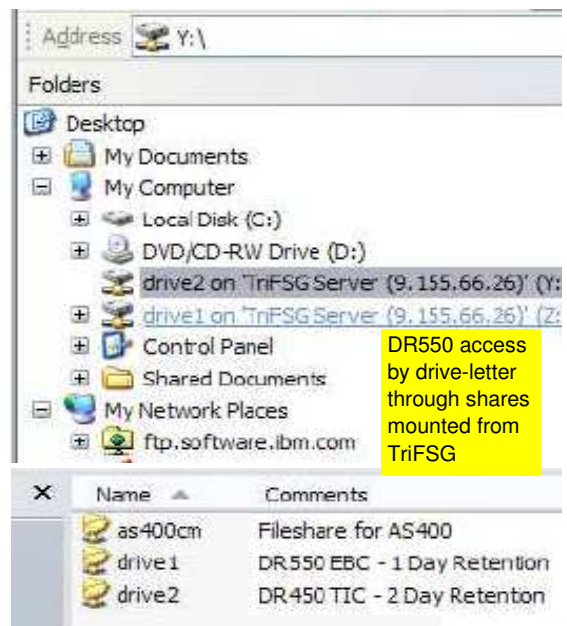 Address Y:\
Folders
Desktop
My Documents
My Computer
Local Disk (C:)
DVD/CD-RW Drive (D:)
drive2 on 'TriFSG Server (9.155.66.26)' (Y:
drive1 on 'TriFSG Server (9.155.66.26)' (Z:
Control Panel
Shared Documents
My Network Places
ftp.software.ibm.com
DR550 access
by drive-letter
through shares
mounted from
TriFSG
Name Comments
as400cm Fileshare for AS400
drive1 DR550 EBC - 1 Day Retention
drive2 DR450 TIC - 2 Day Retention